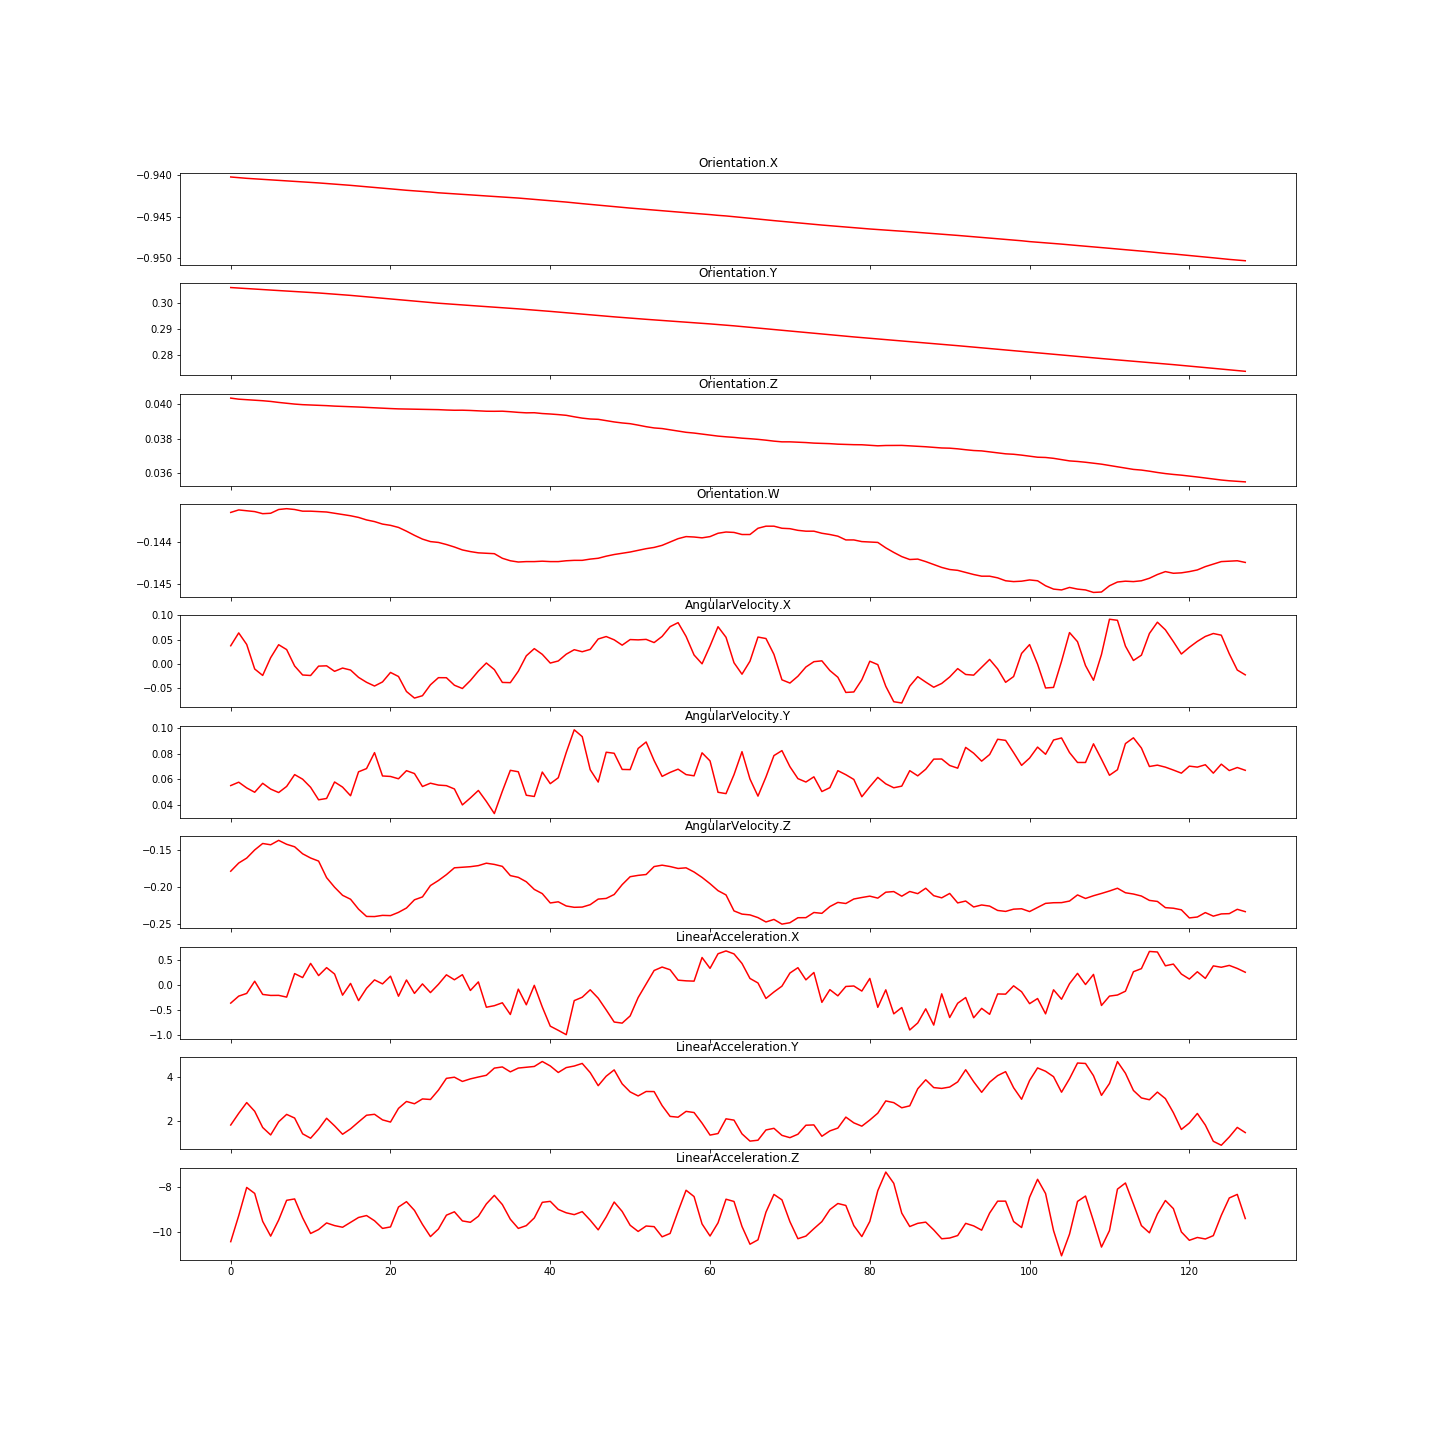 Orientation.X
−0.940
−0.945
−0.950
Orientation.Y
0.30
0.29
0.28
Orientation.Z
0.040
0.038
0.036
Orientation.W
−0.144
−0.145
AngularVelocity.X
0.10
0.05
0.00
−0.05
AngularVelocity.Y
0.10
0.08
0.06
0.04
AngularVelocity.Z
−0.15
−0.20
−0.25
LinearAcceleration.X
0.5
0.0
−0.5
−1.0
LinearAcceleration.Y
4
2
LinearAcceleration.Z
−8
−10
0 20 40 60 80 100 120